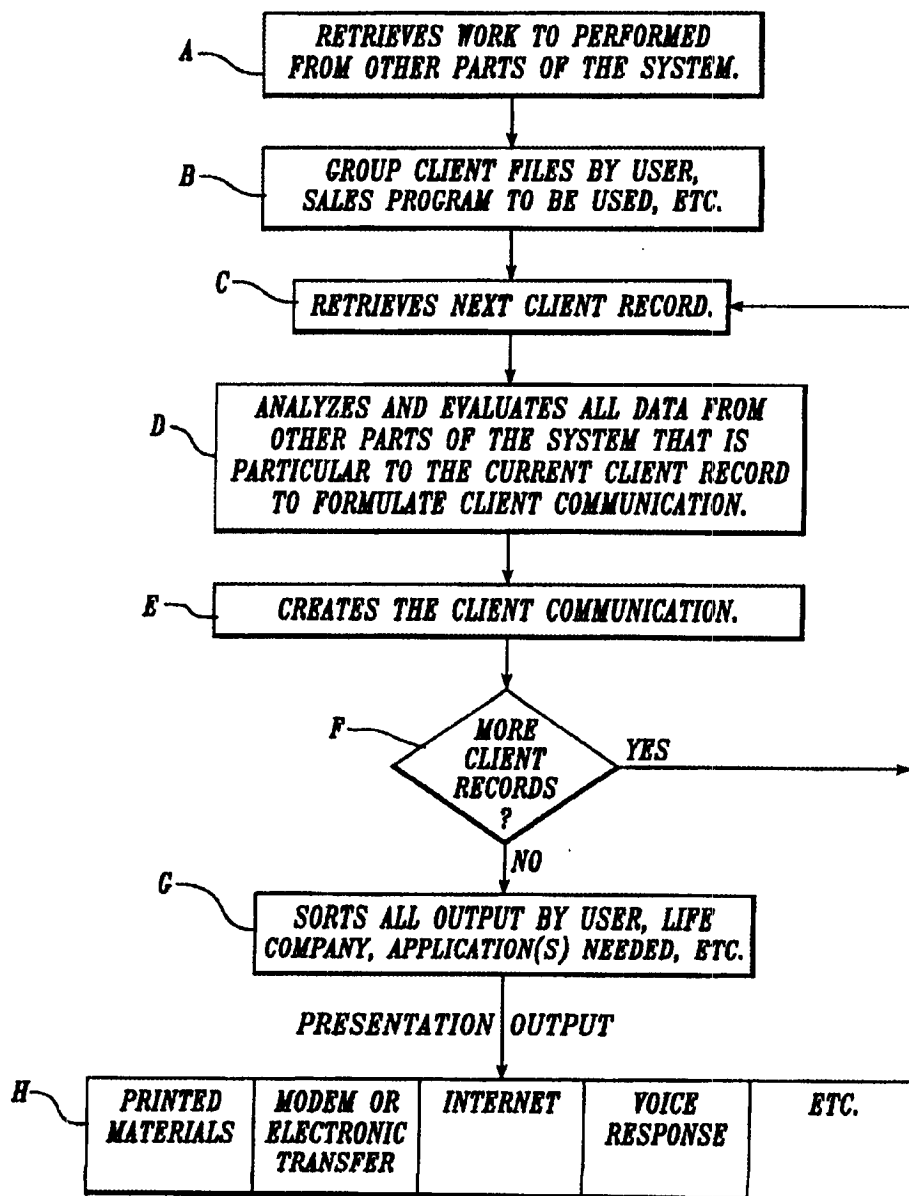 A
RETRIEVES WORK TO PERFORMED
FROM OTHER PARTS OF THE SYSTEM.
B
GROUP CLIENT FILES BY USER,
SALES PROGRAM TO BE USED, ETC.
C
RETRIEVES NEXT CLIENT RECORD.
D
ANALYZES AND EVALUATES ALL DATA FROM
OTHER PARTS OF THE SYSTEM THAT IS
PARTICULAR TO THE CURRENT CLIENT RECORD
TO FORMULATE CLIENT COMMUNICATION.
E
CREATES THE CLIENT COMMUNICATION.
F
MORE
CLIENT
RECORDS
?
YES
NO
G
SORTS ALL OUTPUT BY USER, LIFE
COMPANY, APPLICATION(S) NEEDED, ETC.
PRESENTATION OUTPUT
H
PRINTED
MATERIALS
MODEM OR
ELECTRONIC
TRANSFER
INTERNET
VOICE
RESPONSE
ETC.